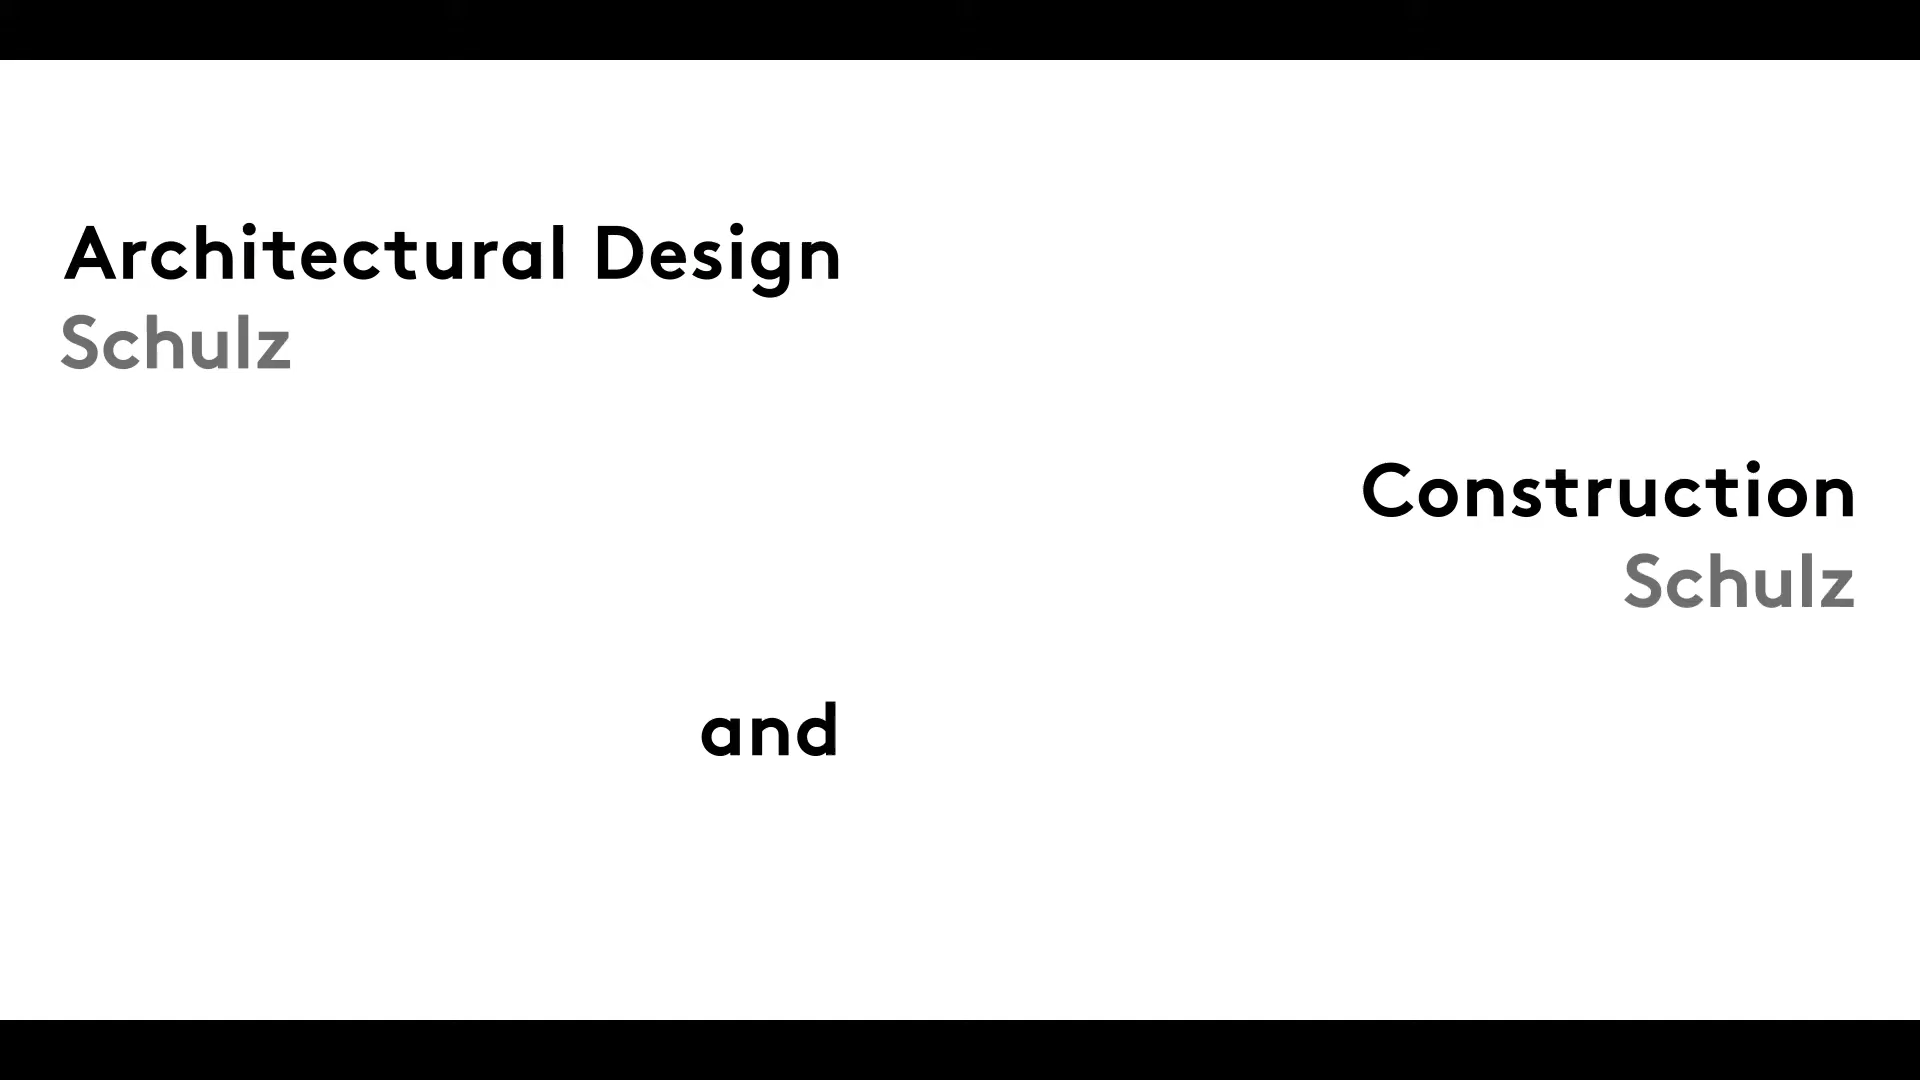 Architectural Design
Schulz
Construction
Schulz
and